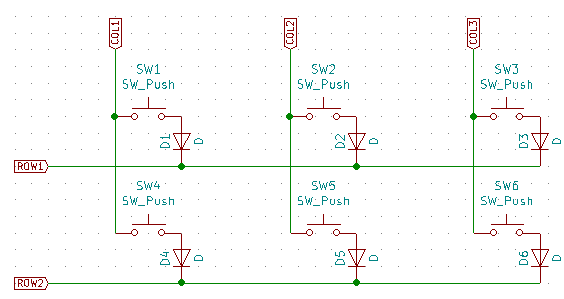 COL1
COL2
COL3
SW1
SW_Push
SW2
SW_Push
SW3
SW_Push
D1
D
D2
D
D3
D
ROW1
SW4
SW_Push
SW5
SW_Push
SW6
SW_Push
D4
D
D5
D
D6
D
ROW2